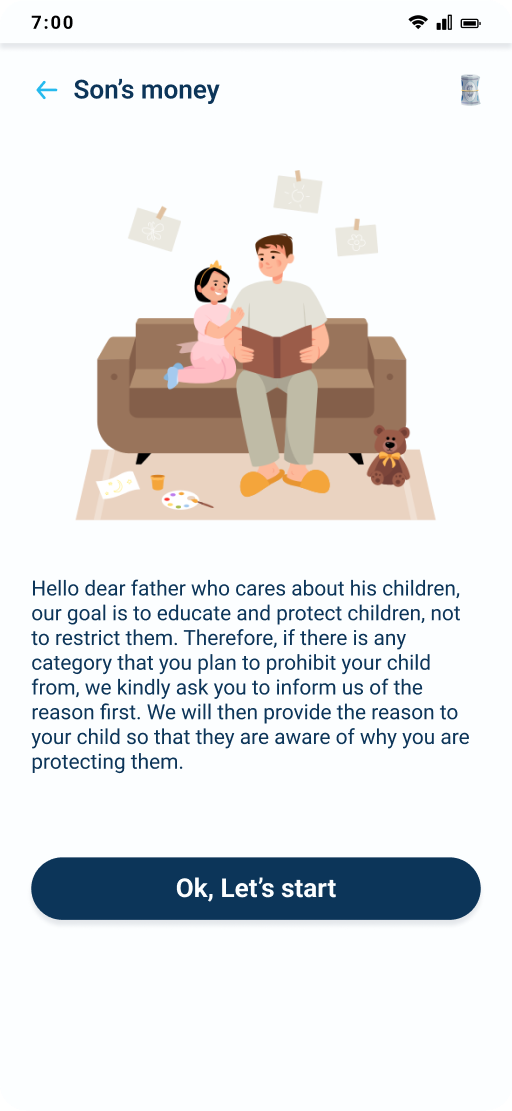 7:00
Son’s money
Hello dear father who cares about his children,
our goal is to educate and protect children, not
to restrict them. Therefore, if there is any
category that you plan to prohibit your child
from, we kindly ask you to inform us of the
reason first. We will then provide the reason to
your child so that they are aware of why you are
protecting them.
Ok, Let’s start